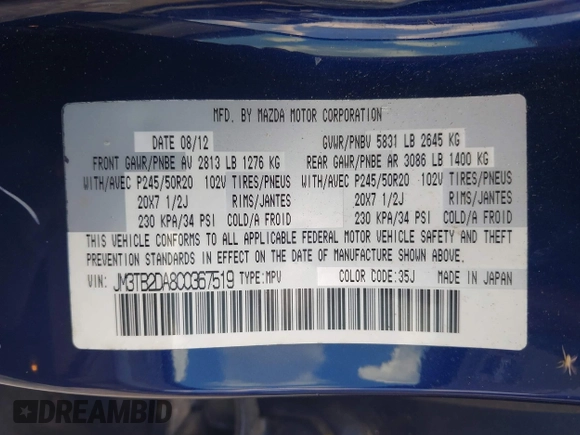 MFD. BY MAZDA MOTOR CORPORATION
DATE 08/12 GVWR/PNBV 5831 LB 2645 KG
FRONT GAWR/PNBE AV 2813 LB 1276 KG REAR GAWR/PNBE AR 3086 LB 1400 KG
WITH/AVEC P245/50R20 102V TIRES/PNEUS WITH/AVEC P245/50R20 102V TIRES/PNEUS
20X7 1/2J RIMS/JANTES 20X7 1/2J RIMS/JANTES
230 KPA/34 PSI COLD/A FROID 230 KPA/34 PSI COLD/A FROID
THIS VEHICLE CONFORMS TO ALL APPLICABLE FEDERAL MOTOR VEHICLE SAFETY AND THEFT
PREVENTION STANDARDS IN EFFECT ON THE DATE OF MANUFACTURE SHOWN ABOVE.
VIN: JM3TB2DA8C0367519 TYPE:MPV COLOR CODE:35J MADE IN JAPAN
DREAMBID